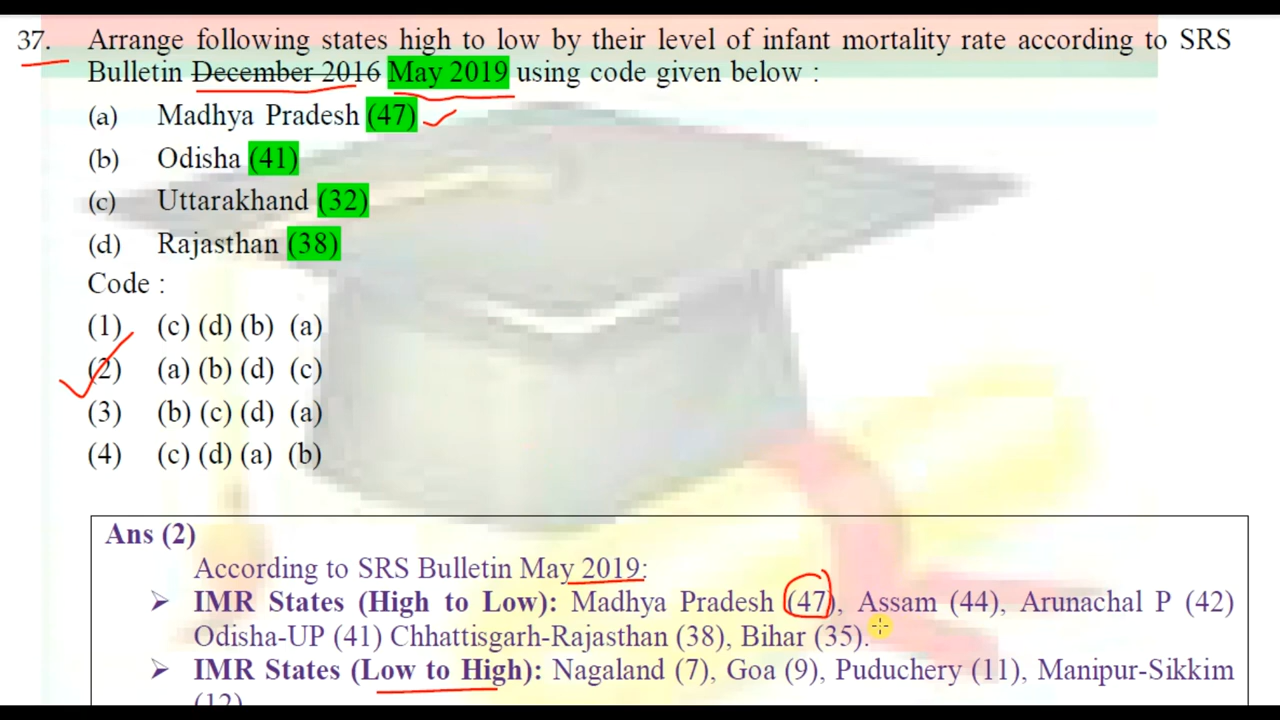 37. Arrange following states high to low by their level of infant mortality rate according to SRS
Bulletin December 2016 May 2019 using code given below :
(a) Madhya Pradesh (47)
(b) Odisha (41)
(c) Uttarakhand (32)
(d) Rajasthan (38)
Code :
(1) (c) (d) (b) (a)
(2) (a) (b) (d) (c)
(3) (b) (c) (d) (a)
(4) (c) (d) (a) (b)
Ans (2)
According to SRS Bulletin May 2019:
➢ IMR States (High to Low): Madhya Pradesh (47), Assam (44), Arunachal P (42)
Odisha-UP (41) Chhattisgarh-Rajasthan (38), Bihar (35).
➢ IMR States (Low to High): Nagaland (7), Goa (9), Puduchery (11), Manipur-Sikkim
(12)